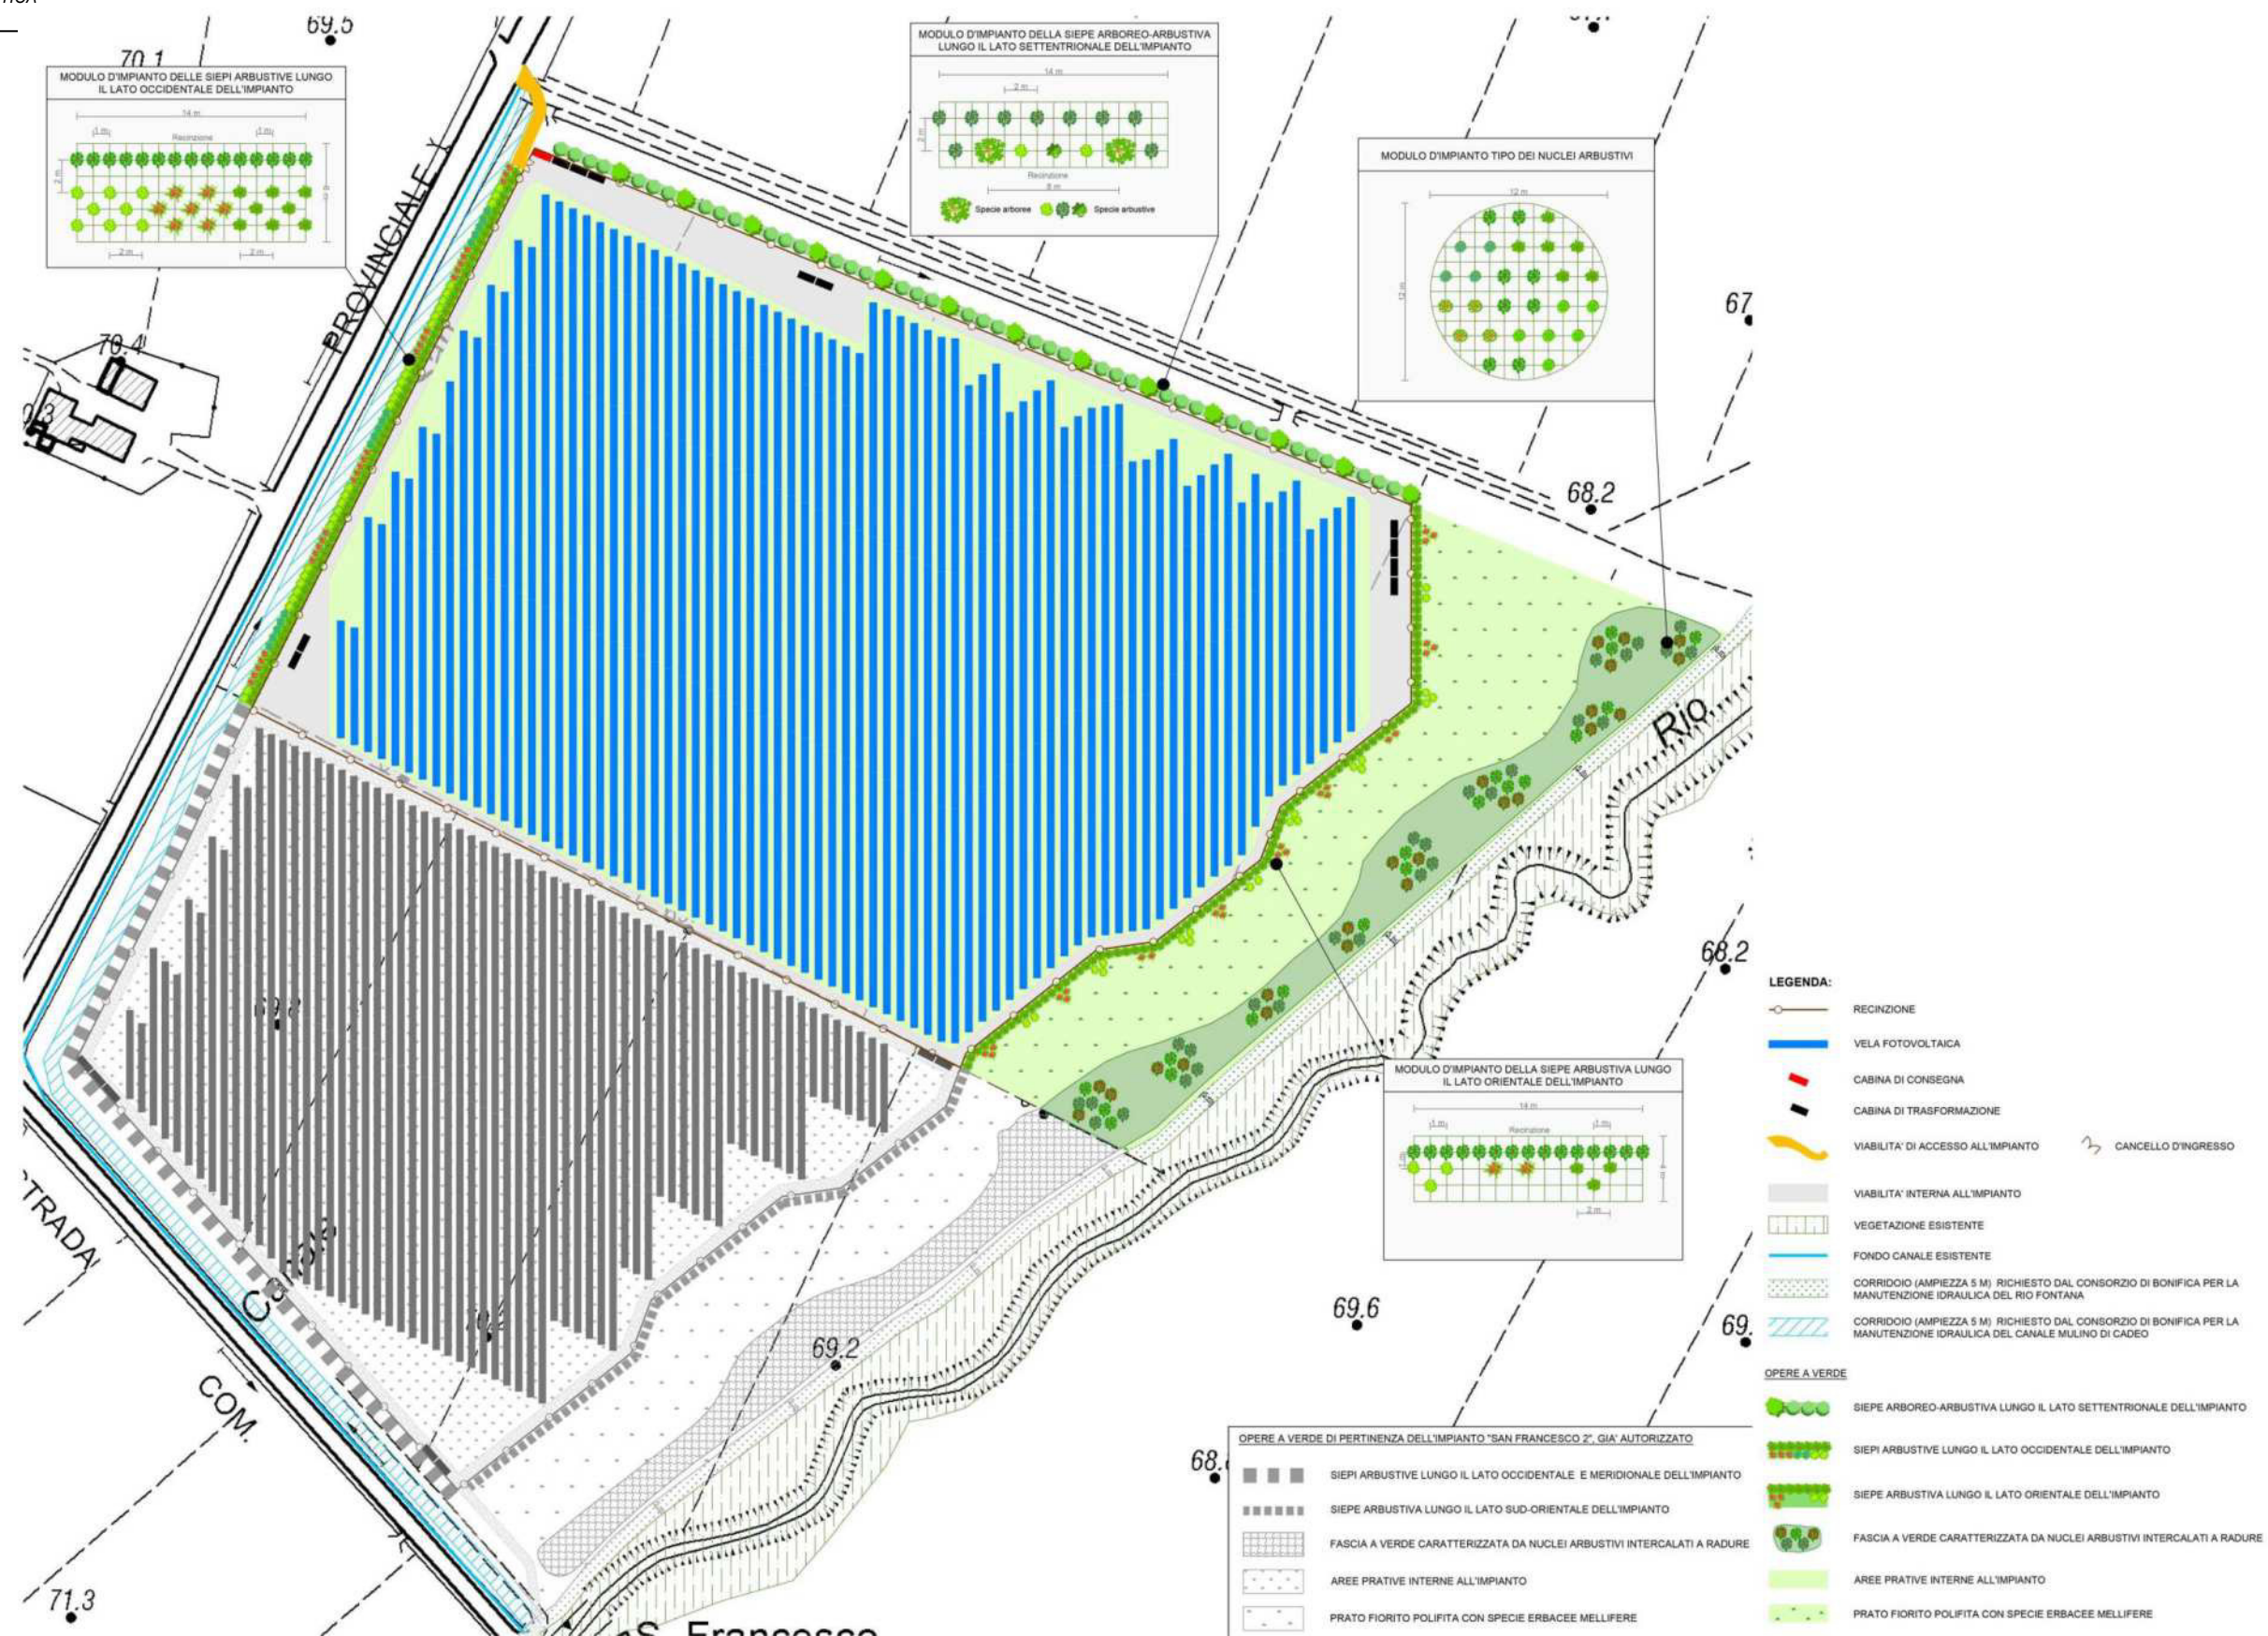 69.5
70.1
MODULO D'IMPIANTO DELLE SIEPI ARBUSTIVE LUNGO
IL LATO OCCIDENTALE DELL'IMPIANTO
14 m
1 m
Recinzione
1 m
2 m
2 m
2 m
MODULO D'IMPIANTO DELLA SIEPE ARBOREO-ARBUSTIVA
LUNGO IL LATO SETTENTRIONALE DELL'IMPIANTO
14 m
2 m
2 m
Recinzione
8 m
Specie arboree
Specie arbustive
MODULO D'IMPIANTO TIPO DEI NUCLEI ARBUSTIVI
12 m
12 m
PROVINCIALE
70.4
67
68.2
Rio
68.2
MODULO D'IMPIANTO DELLA SIEPE ARBUSTIVA LUNGO
IL LATO ORIENTALE DELL'IMPIANTO
14 m
1 m
Recinzione
1 m
1 m
2 m
STRADA
COM.
69.2
69.6
69.
68.
71.3
S. Francesco
LEGENDA:
RECINZIONE
VELA FOTOVOLTAICA
CABINA DI CONSEGNA
CABINA DI TRASFORMAZIONE
VIABILITA' DI ACCESSO ALL'IMPIANTO
CANCELLO D'INGRESSO
VIABILITA' INTERNA ALL'IMPIANTO
VEGETAZIONE ESISTENTE
FONDO CANALE ESISTENTE
CORRIDOIO (AMPIEZZA 5 M) RICHIESTO DAL CONSORZIO DI BONIFICA PER LA
MANUTENZIONE IDRAULICA DEL RIO FONTANA
CORRIDOIO (AMPIEZZA 5 M) RICHIESTO DAL CONSORZIO DI BONIFICA PER LA
MANUTENZIONE IDRAULICA DEL CANALE MULINO DI CADEO
OPERE A VERDE
SIEPE ARBOREO-ARBUSTIVA LUNGO IL LATO SETTENTRIONALE DELL'IMPIANTO
SIEPI ARBUSTIVE LUNGO IL LATO OCCIDENTALE DELL'IMPIANTO
SIEPE ARBUSTIVA LUNGO IL LATO ORIENTALE DELL'IMPIANTO
FASCIA A VERDE CARATTERIZZATA DA NUCLEI ARBUSTIVI INTERCALATI A RADURE
AREE PRATIVE INTERNE ALL'IMPIANTO
PRATO FIORITO POLIFITA CON SPECIE ERBACEE MELLIFERE
OPERE A VERDE DI PERTINENZA DELL'IMPIANTO "SAN FRANCESCO 2", GIA' AUTORIZZATO
SIEPI ARBUSTIVE LUNGO IL LATO OCCIDENTALE E MERIDIONALE DELL'IMPIANTO
SIEPE ARBUSTIVA LUNGO IL LATO SUD-ORIENTALE DELL'IMPIANTO
FASCIA A VERDE CARATTERIZZATA DA NUCLEI ARBUSTIVI INTERCALATI A RADURE
AREE PRATIVE INTERNE ALL'IMPIANTO
PRATO FIORITO POLIFITA CON SPECIE ERBACEE MELLIFERE